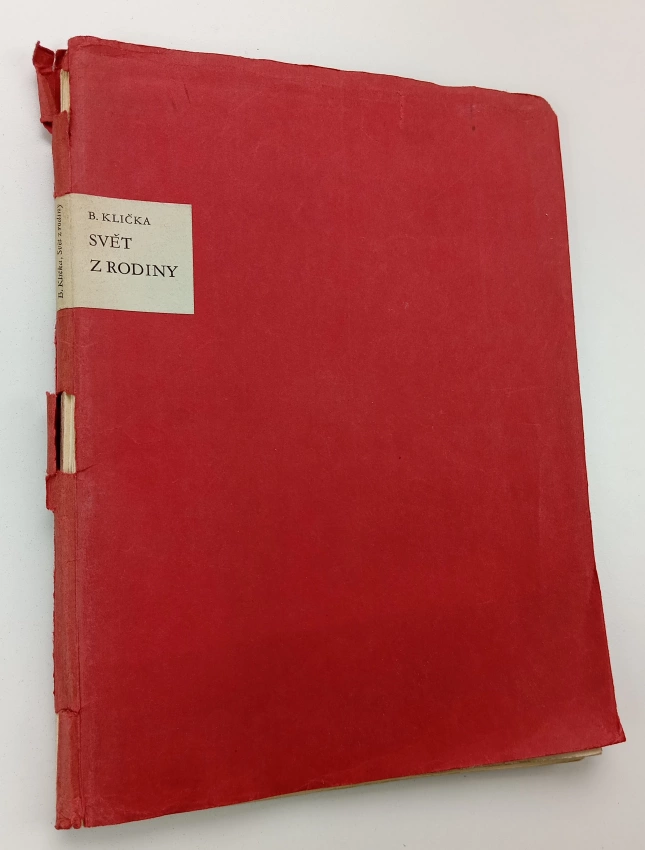 B. KLIČKA
SVĚT
Z RODINY
B. Klička, Svět z rodiny